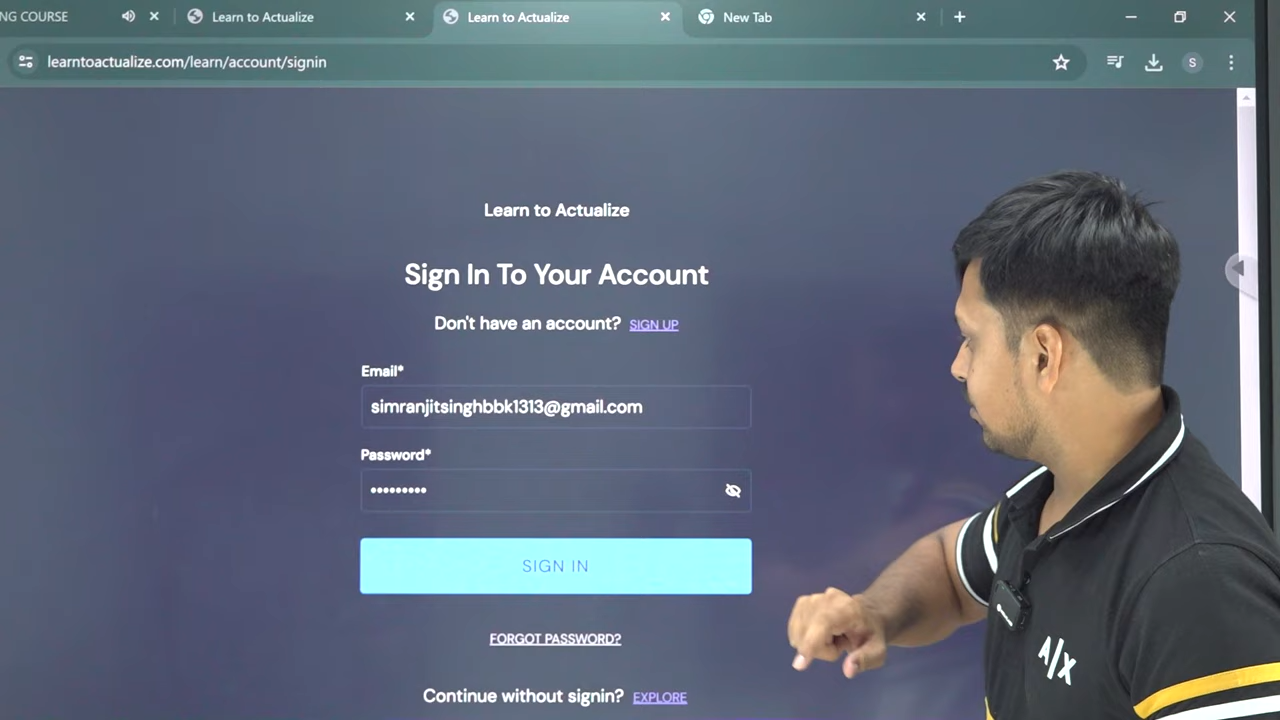 NG COURSE
Learn to Actualize
Learn to Actualize
New Tab
learntoactualize.com/learn/account/signin
S
Learn to Actualize
Sign In To Your Account
Don't have an account? SIGN UP
Email*
simranjitsinghbbk1313@gmail.com
Password*
•••••••••
SIGN IN
FORGOT PASSWORD?
Continue without signin? EXPLORE
A/X